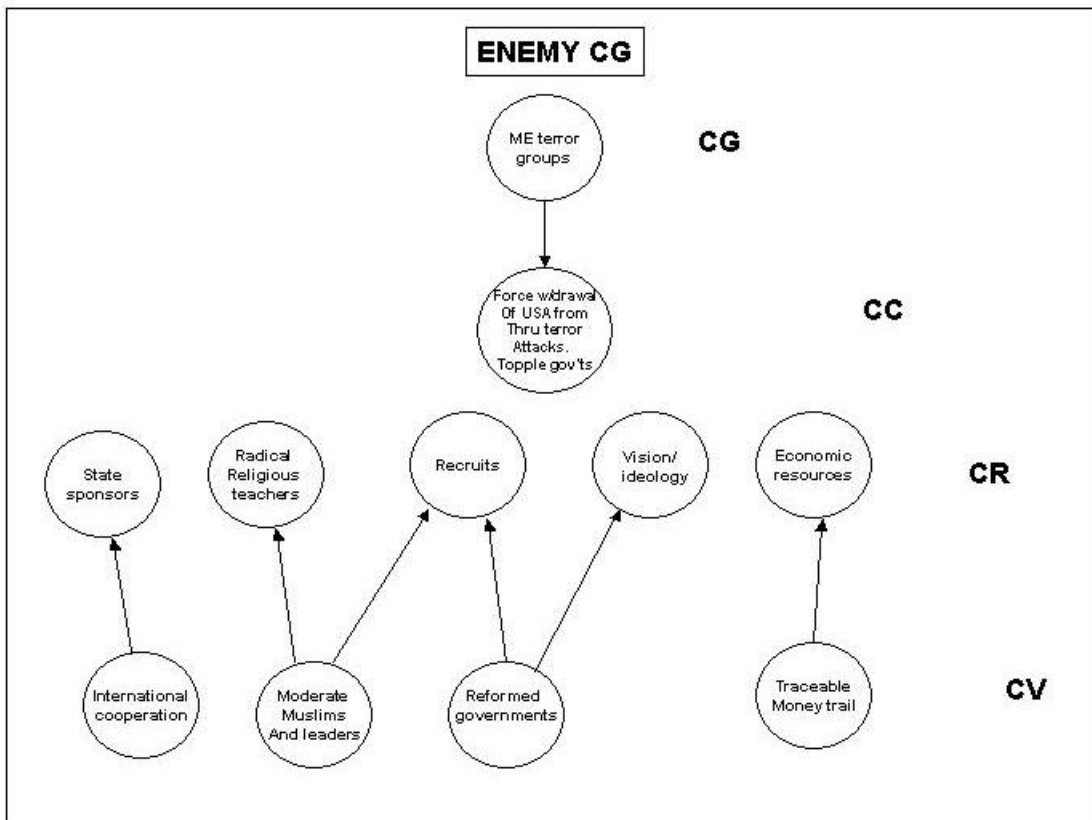 ENEMY CG
ME terror
groups
CG
Force w/drawal
Of USA from
Thru terror
Attacks.
Topple gov'ts
CC
State
sponsors
Radical
Religious
teachers
Recruits
Vision/
ideology
Economic
resources
CR
International
cooperation
Moderate
Muslims
And leaders
Reformed
governments
Traceable
Money trail
CV